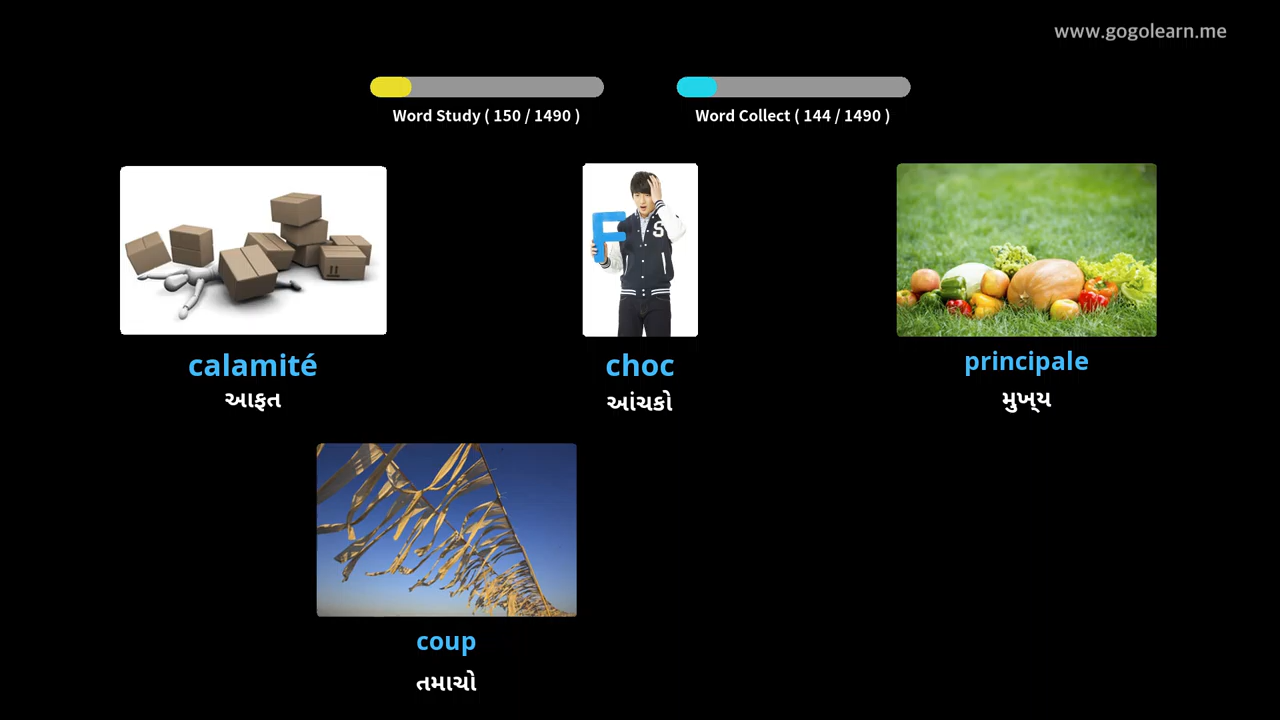 www.gogolearn.me
Word Study ( 150 / 1490 )
Word Collect ( 144 / 1490 )
F
S
calamité
choc
principale
આફત
આંચકો
મુખ્ય
coup
તમાચો